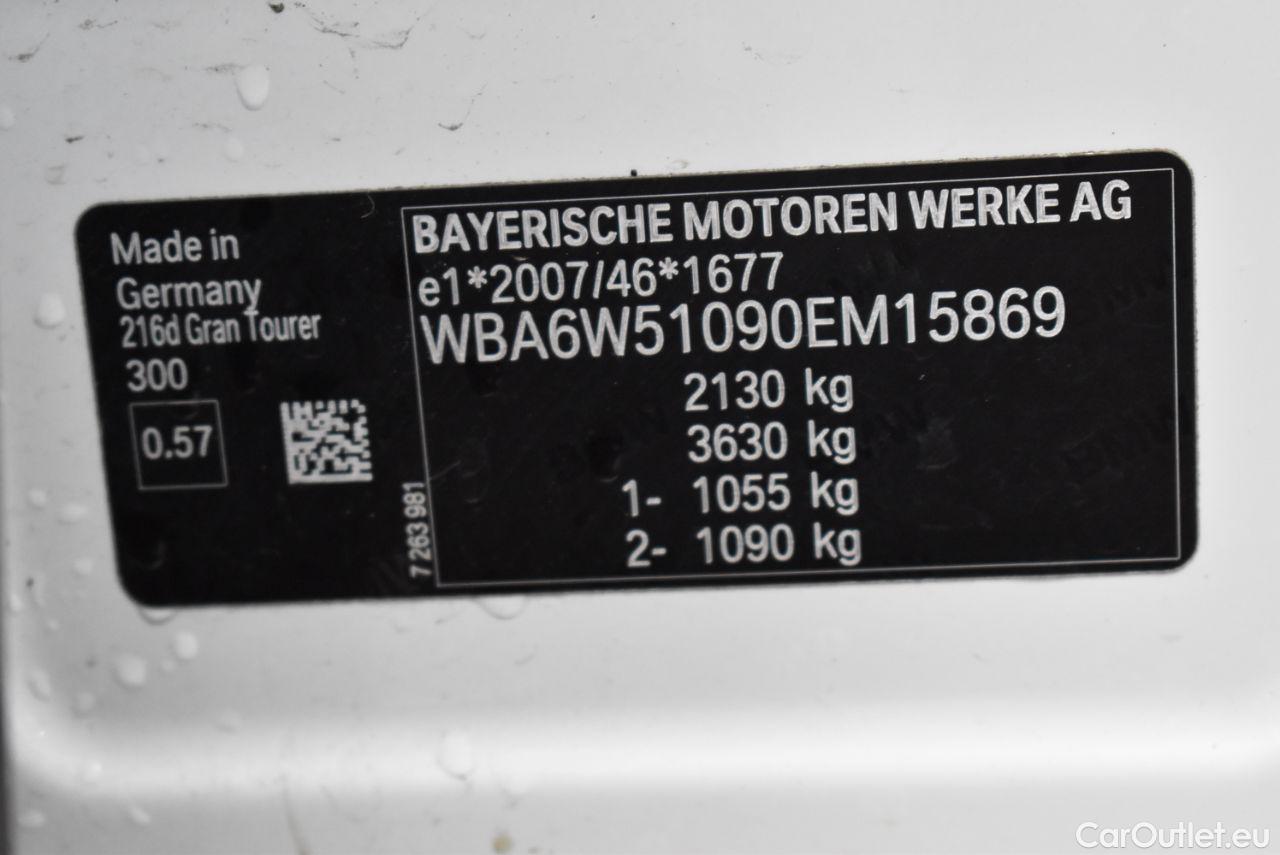 Made in
Germany
216d Gran Tourer
300
0.57
7 263 981
BAYERISCHE MOTOREN WERKE AG
e1*2007/46*1677
WBA6W51090EM15869
2130 kg
3630 kg
1- 1055 kg
2- 1090 kg
CarOutlet.eu